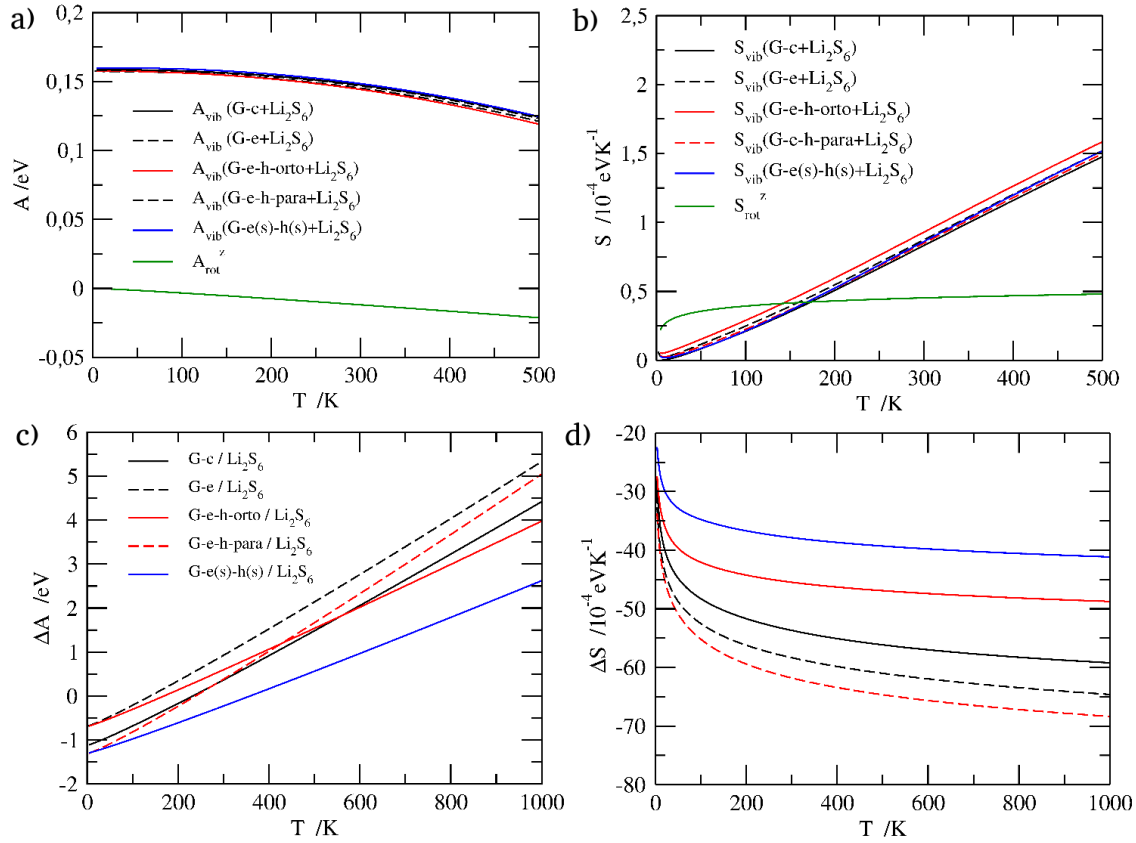 a)
0,2
0,15
0,1
0,05
0
-0,05
A /eV
A_vib (G-c+Li₂S₆)
A_vib (G-e+Li₂S₆)
A_vib(G-e-h-orto+Li₂S₆)
A_vib(G-e-h-para+Li₂S₆)
A_vib(G-e(s)-h(s)+Li₂S₆)
A_rot^z
0 100 200 300 400 500
T /K
b)
2,5
2
1,5
1
0,5
0
S /10⁻⁴ eVK⁻¹
S_vib(G-c+Li₂S₆)
S_vib(G-e+Li₂S₆)
S_vib(G-e-h-orto+Li₂S₆)
S_vib(G-c-h-para+Li₂S₆)
S_vib(G-e(s)-h(s)+Li₂S₆)
S_rot^z
0 100 200 300 400 500
T /K
c)
6
5
4
3
2
1
0
-1
-2
ΔA /eV
G-c / Li₂S₆
G-e / Li₂S₆
G-e-h-orto / Li₂S₆
G-e-h-para / Li₂S₆
G-e(s)-h(s) / Li₂S₆
0 200 400 600 800 1000
T /K
d)
-20
-30
-40
-50
-60
-70
-80
ΔS /10⁻⁴ eVK⁻¹
0 200 400 600 800 1000
T /K